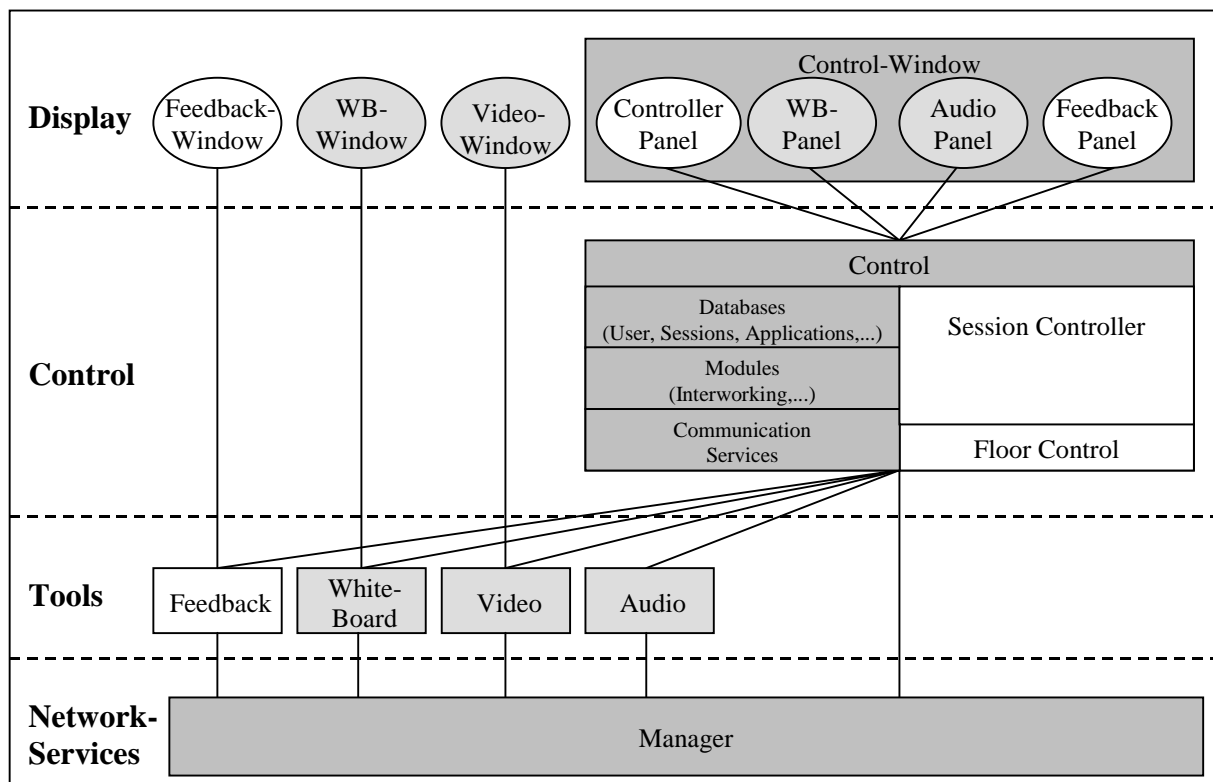 Display
Feedback-
Window
WB-
Window
Video-
Window
Control-Window
Controller
Panel
WB-
Panel
Audio
Panel
Feedback
Panel
Control
Control
Databases
(User, Sessions, Applications,...)
Modules
(Interworking,...)
Communication
Services
Session Controller
Floor Control
Tools
Feedback
White-
Board
Video
Audio
Network-
Services
Manager